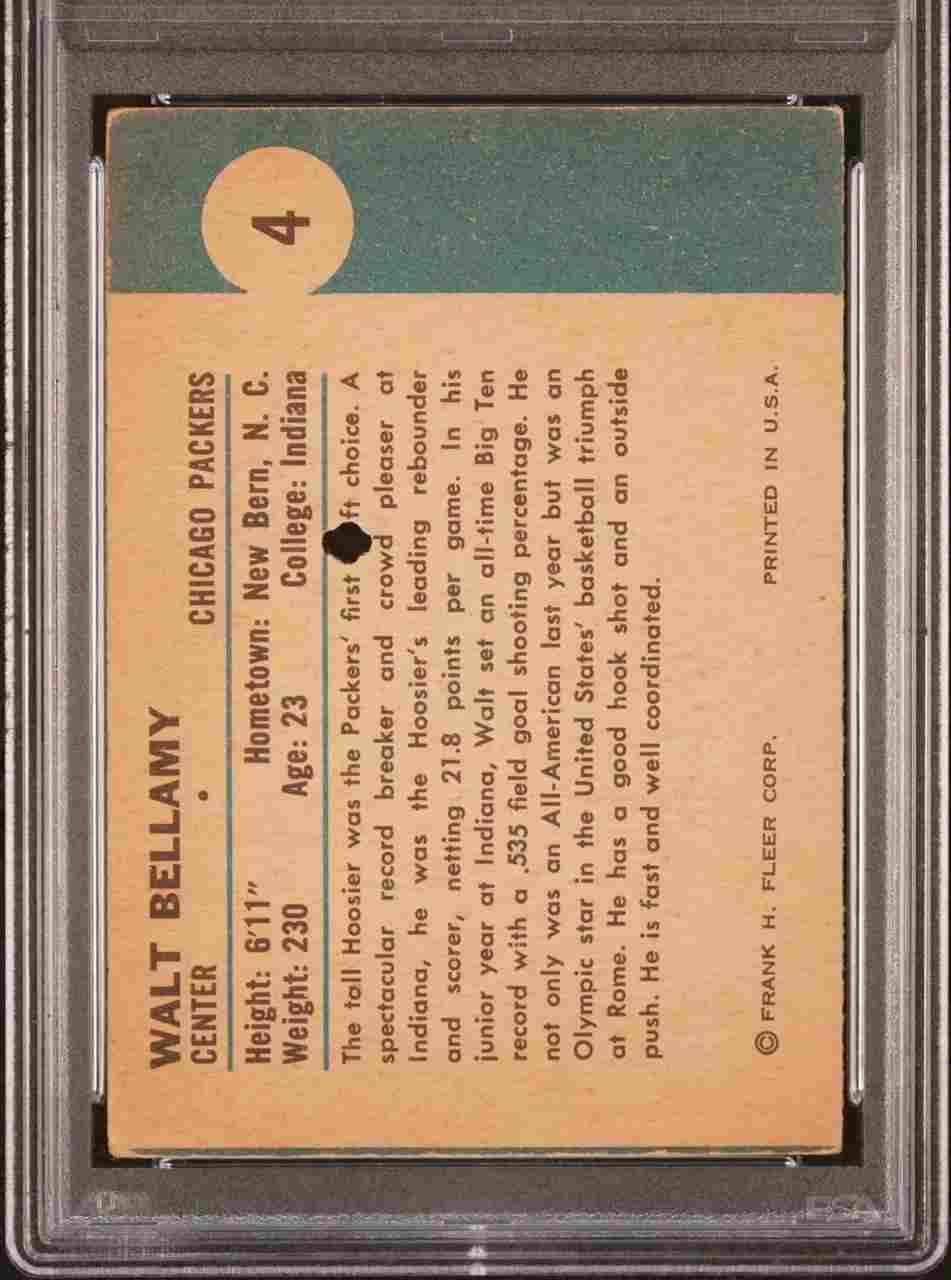 4
WALT BELLAMY
CENTER • CHICAGO PACKERS
Height: 6'11" Hometown: New Bern, N. C.
Weight: 230 Age: 23 College: Indiana
The tall Hoosier was the Packers' first ft choice. A
spectacular record breaker and crowd pleaser at
Indiana, he was the Hoosier's leading rebounder
and scorer, netting 21.8 points per game. In his
junior year at Indiana, Walt set an all-time Big Ten
record with a .535 field goal shooting percentage. He
not only was an All-American last year but was an
Olympic star in the United States' basketball triumph
at Rome. He has a good hook shot and an outside
push. He is fast and well coordinated.
© FRANK H. FLEER CORP. PRINTED IN U.S.A.
PSA